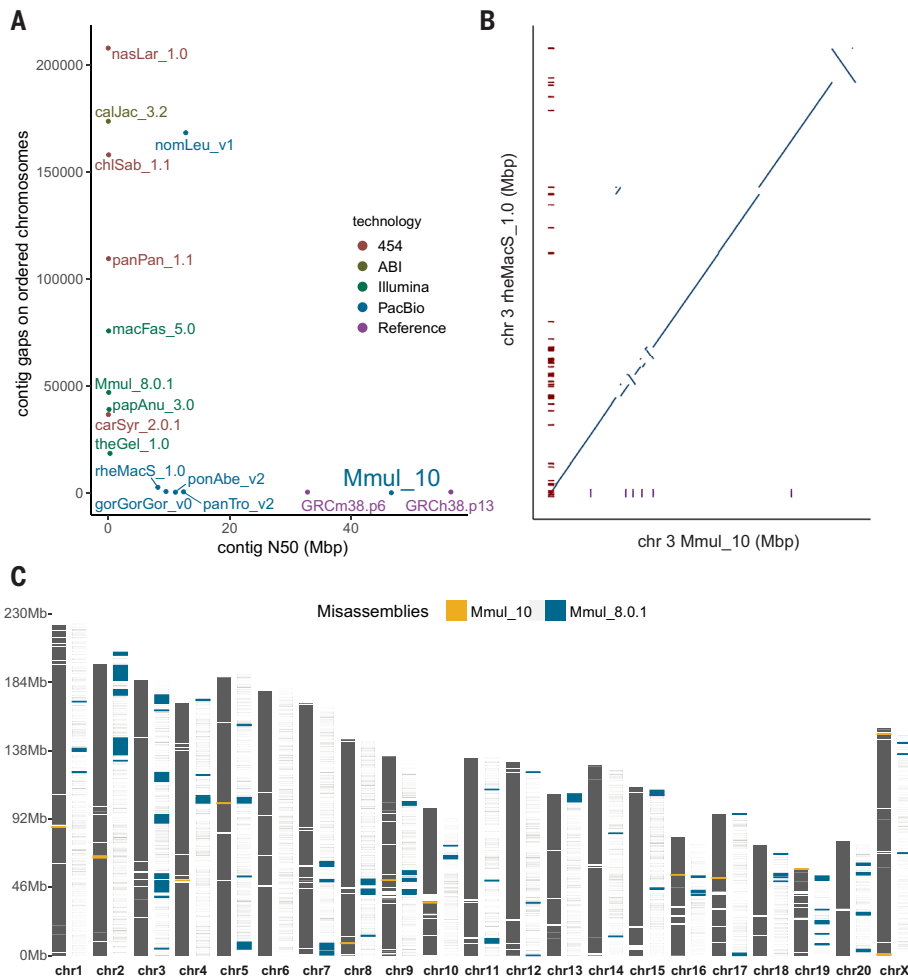 A
B
contig gaps on ordered chromosomes
200000
150000
100000
50000
0
nasLar_1.0
calJac_3.2
nomLeu_v1
chlSab_1.1
panPan_1.1
macFas_5.0
Mmul_8.0.1
papAnu_3.0
carSyr_2.0.1
theGel_1.0
rheMacS_1.0
ponAbe_v2
Mmul_10
gorGorGor_v0
panTro_v2
GRCm38.p6
GRCh38.p13
technology
454
ABI
Illumina
PacBio
Reference
0 20 40
contig N50 (Mbp)
chr 3 rheMacS_1.0 (Mbp)
chr 3 Mmul_10 (Mbp)
C
Misassemblies Mmul_10 Mmul_8.0.1
230Mb
184Mb
138Mb
92Mb
46Mb
0Mb
chr1 chr2 chr3 chr4 chr5 chr6 chr7 chr8 chr9 chr10 chr11 chr12 chr13 chr14 chr15 chr16 chr17 chr18 chr19 chr20 chrX